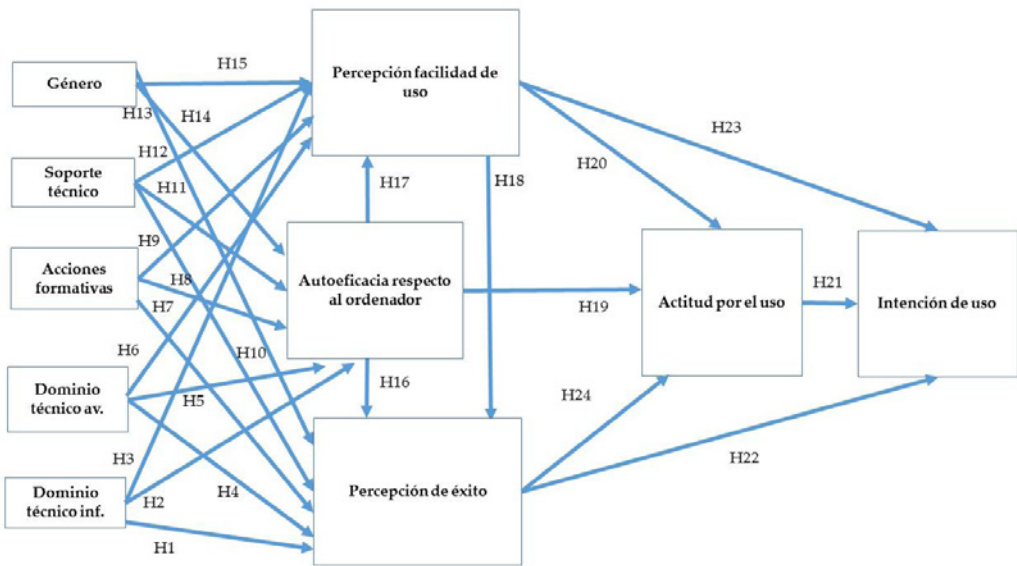 H15
Percepción facilidad de
uso
Género
H13
H14
H23
H12
H20
Soporte
técnico
H11
H17
H18
H9
Acciones
formativas
H8
Autoeficacia respecto
al ordenador
H19
Actitud por el uso
H21
Intención de uso
H7
H6
H10
H16
Dominio
técnico av.
H5
H24
H3
H4
H22
Percepción de éxito
Dominio
técnico inf.
H2
H1